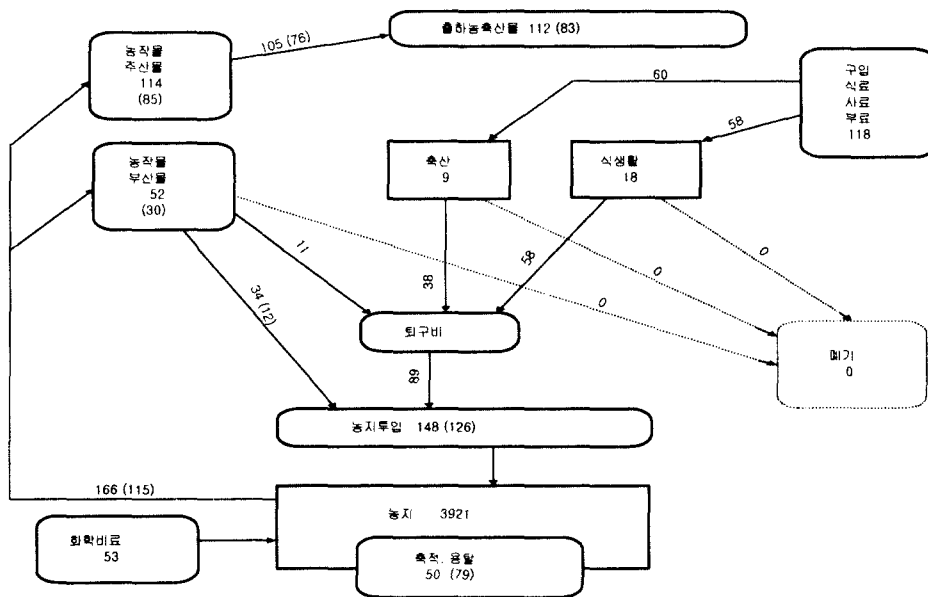 농작물
주산물
114
(85)
105 (76)
출하농축산물 112 (83)
구입
식료
사료
부료
118
60
58
농작물
부산물
52
(30)
축산
9
식생활
18
11
34 (12)
38
58
0
0
0
퇴구비
89
폐기
0
농지투입 148 (126)
166 (115)
농지 3921
화학비료
53
축적, 용탈
50 (79)